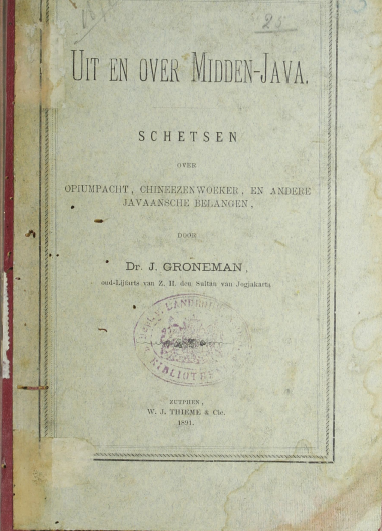 25
UIT EN OVER MIDDEN-JAVA.
SCHETSEN
OVER
OPIUMPACHT, CHINEEZENWOEKER, EN ANDERE
JAVAANSCHE BELANGEN,
DOOR
Dr. J. GRONEMAN,
oud-Lijfarts van Z. H. den Sultan van Jogjakarta
ZUTPHEN,
W. J. THIEME & Cie.
1891.